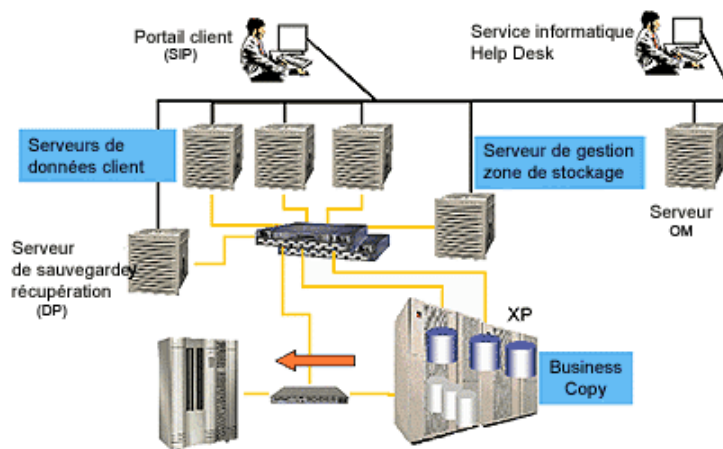 Portail client
(SIP)
Service informatique
Help Desk
Serveurs de
données client
Serveur de gestion
zone de stockage
Serveur
OM
Serveur
de sauvegarde/
récupération
(DP)
XP
Business
Copy